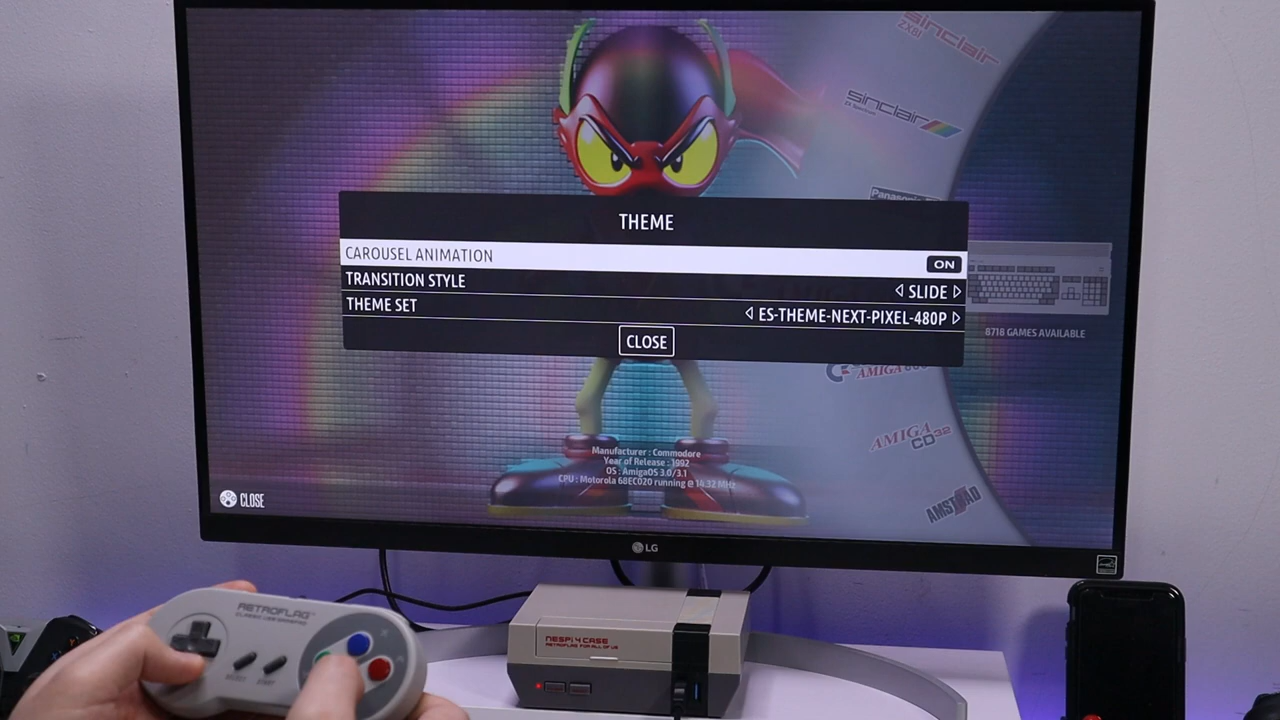 sinclair
ZX81
sinclair
ZX Spectrum
Panasonic
THEME
CAROUSEL ANIMATION
ON
TRANSITION STYLE
SLIDE
THEME SET
ES-THEME-NEXT-PIXEL-480P
CLOSE
8718 GAMES AVAILABLE
AMIGA
AMIGA
CD32
AMSTRAD
Manufacturer : Commodore
Year of Release : 1992
OS : AmigaOS 3.0/3.1
CPU : Motorola 68EC020 running @ 14.32 MHz
CLOSE
LG
RETROFLAG
CLASSIC USB GAMEPAD
SELECT
START
NESPi 4 CASE
RETROFLAG FOR ALL OF US